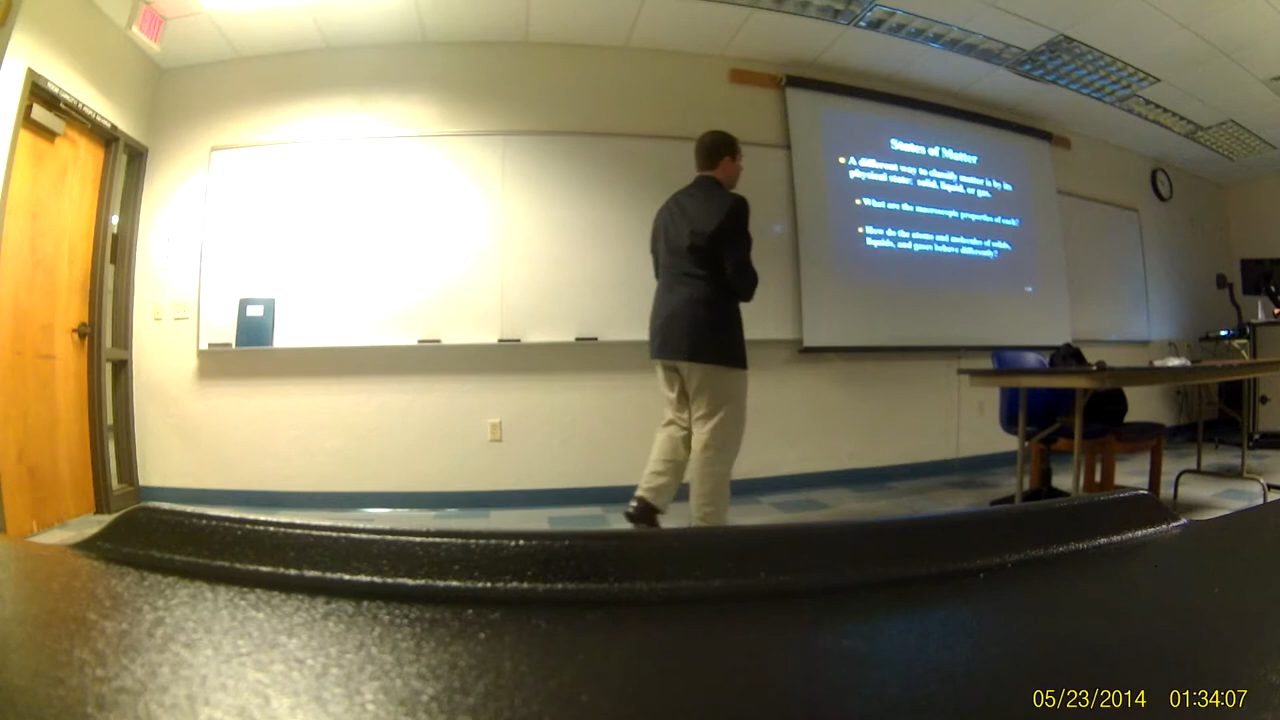 EXIT
States of Matter
A different way to classify matter is by its
physical state: solid, liquid, or gas.
What are the macroscopic properties of each?
How do the atoms and molecules of solids,
liquids, and gases behave differently?
05/23/2014 01:34:07